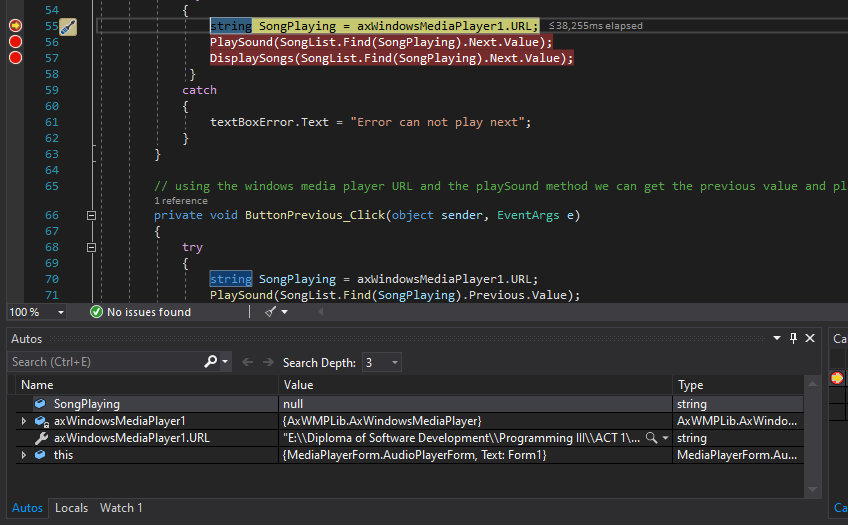 54 {
55 string SongPlaying = axWindowsMediaPlayer1.URL; ≤38,255ms elapsed
56 PlaySound(SongList.Find(SongPlaying).Next.Value);
57 DisplaySongs(SongList.Find(SongPlaying).Next.Value);
58 }
59 catch
60 {
61 textBoxError.Text = "Error can not play next";
62 }
63 }
64
65 // using the windows media player URL and the playSound method we can get the previous value and pl
1 reference
66 private void ButtonPrevious_Click(object sender, EventArgs e)
67 {
68 try
69 {
70 string SongPlaying = axWindowsMediaPlayer1.URL;
71 PlaySound(SongList.Find(SongPlaying).Previous.Value);
100 % No issues found
Autos Ca
Search (Ctrl+E) Search Depth: 3
Name Value Type
SongPlaying null string
axWindowsMediaPlayer1 {AxWMPLib.AxWindowsMediaPlayer} AxWMPLib.AxWindo...
axWindowsMediaPlayer1.URL "E:\\Diploma of Software Development\\Programming III\\ACT 1\... string
this {MediaPlayerForm.AudioPlayerForm, Text: Form1} MediaPlayerForm.Au...
Autos Locals Watch 1 Ca